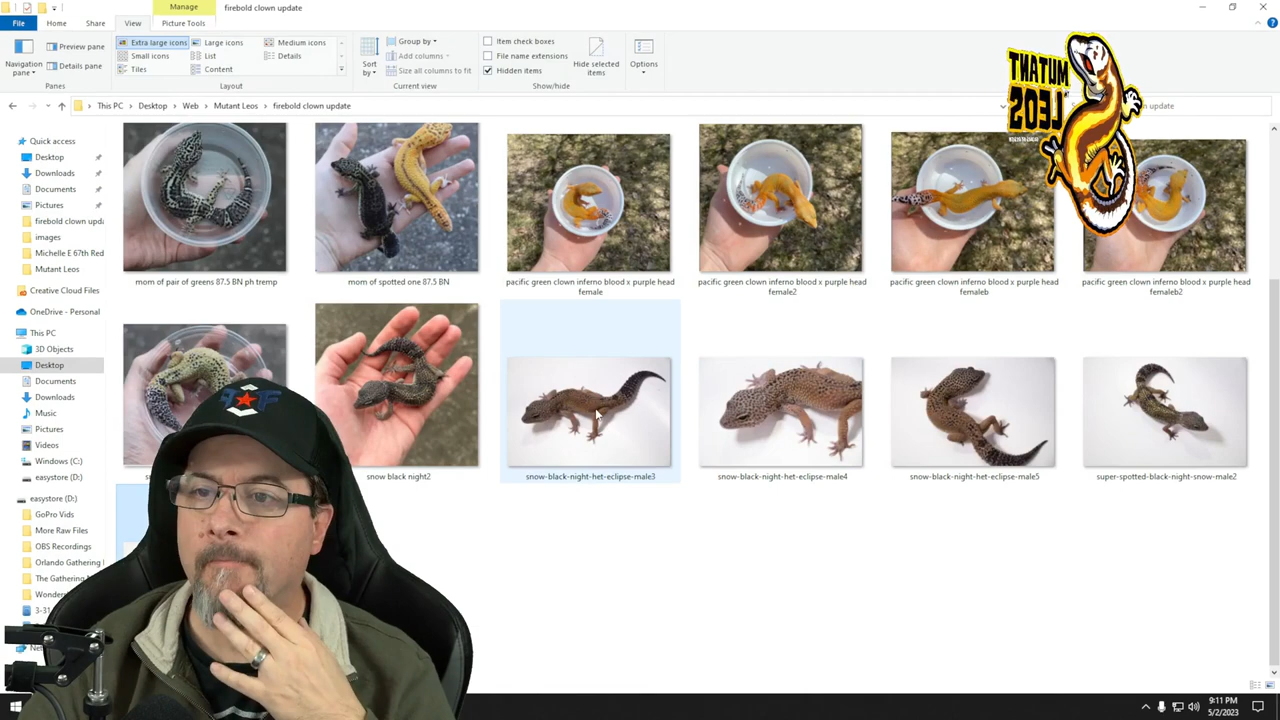 Manage
firebold clown update
File
Home
Share
View
Picture Tools
Navigation pane
Preview pane
Details pane
Extra large icons
Large icons
Medium icons
Small icons
List
Details
Tiles
Content
Sort by
Group by
Add columns
Size all columns to fit
Item check boxes
File name extensions
Hidden items
Hide selected items
Options
Panes
Layout
Current view
Show/hide
This PC
Desktop
Web
Mutant Leos
firebold clown update
update
MUTANT
LEOS
Quick access
Desktop
Downloads
Documents
Pictures
firebold clown upda
images
Michelle E 67th Red
Mutant Leos
Creative Cloud Files
OneDrive - Personal
This PC
3D Objects
Desktop
Documents
Downloads
Music
Pictures
Videos
Windows (C:)
easystore (D:)
easystore (D:)
GoPro Vids
More Raw Files
OBS Recordings
Orlando Gathering
The Gathering
Wonder
3-31
Net
mom of pair of greens 87.5 BN ph tremp
mom of spotted one 87.5 BN
pacific green clown inferno blood x purple head female
pacific green clown inferno blood x purple head female2
pacific green clown inferno blood x purple head femaleb
pacific green clown inferno blood x purple head femaleb2
snow black night2
snow-black-night-het-eclipse-male3
snow-black-night-het-eclipse-male4
snow-black-night-het-eclipse-male5
super-spotted-black-night-snow-male2
9:11 PM
5/2/2023